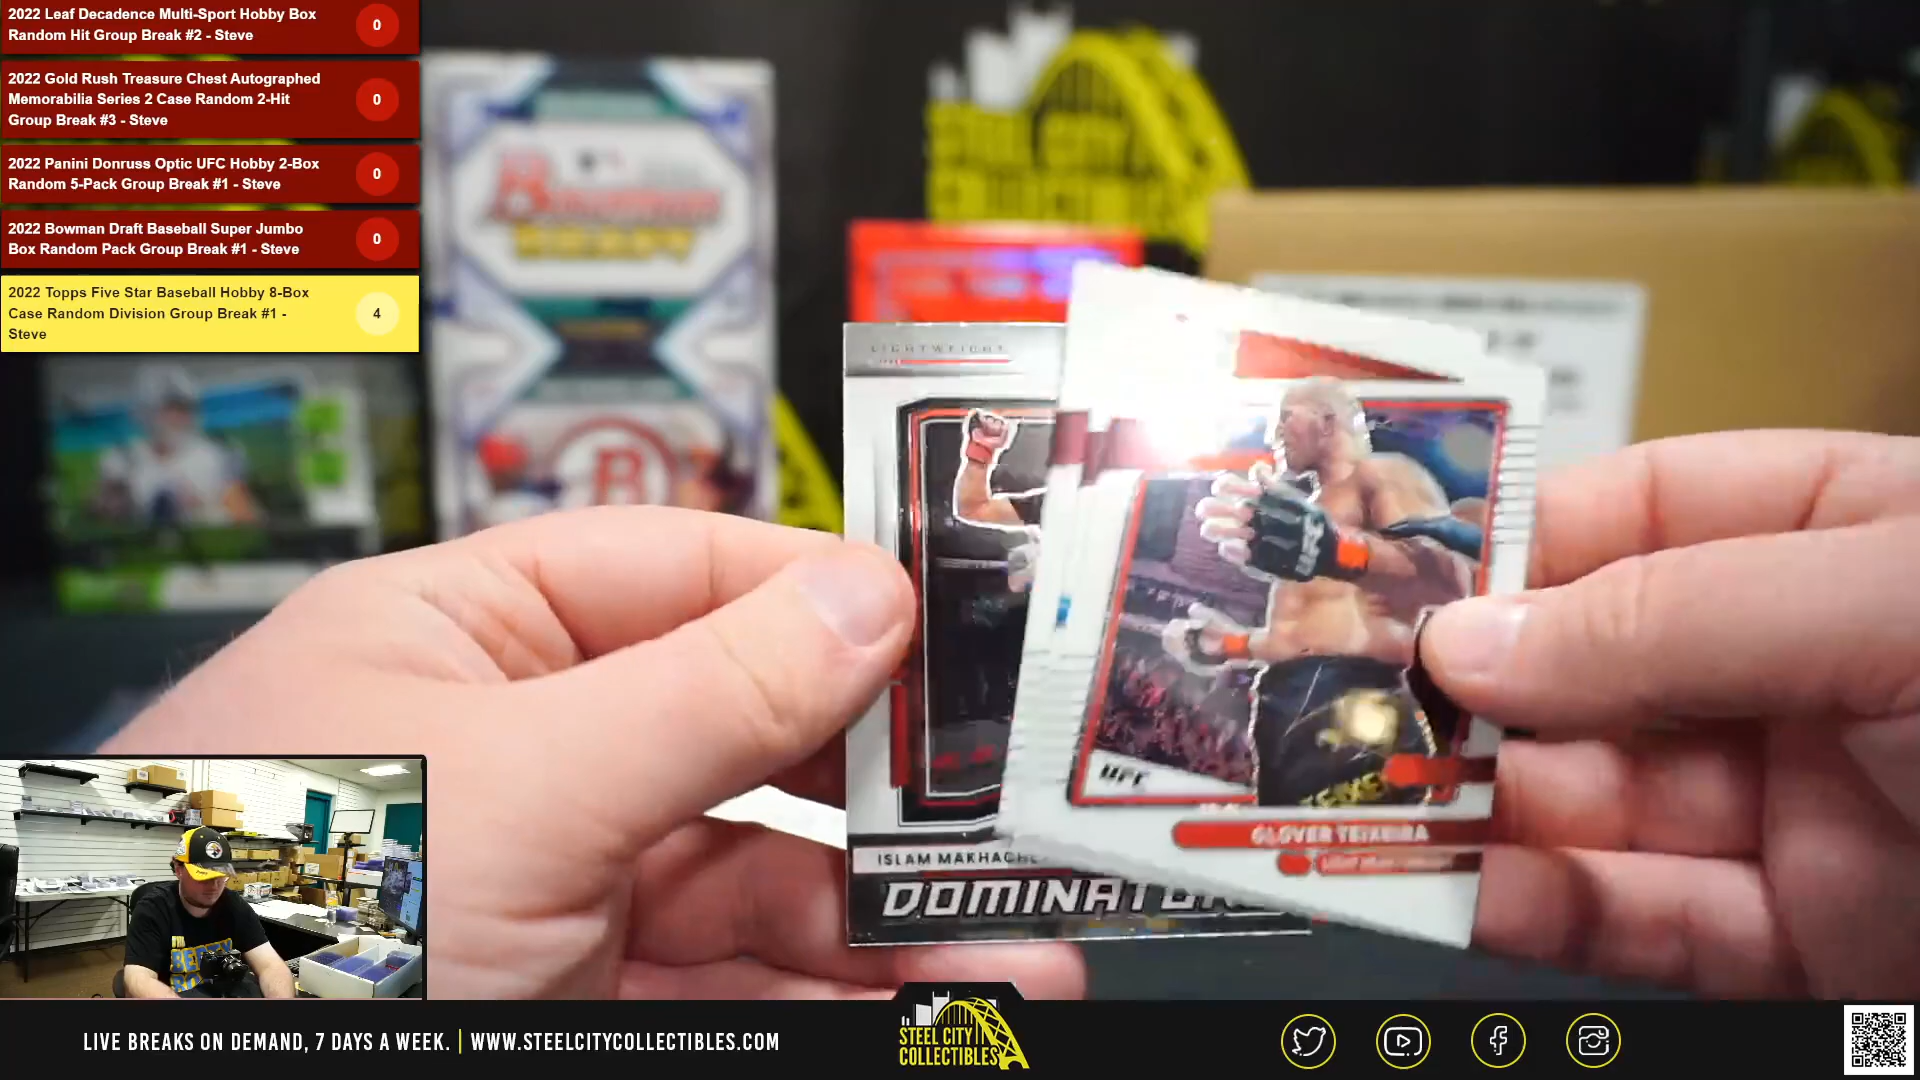 2022 Leaf Decadence Multi-Sport Hobby Box
Random Hit Group Break #2 - Steve
0
2022 Gold Rush Treasure Chest Autographed
Memorabilia Series 2 Case Random 2-Hit
Group Break #3 - Steve
0
2022 Panini Donruss Optic UFC Hobby 2-Box
Random 5-Pack Group Break #1 - Steve
0
2022 Bowman Draft Baseball Super Jumbo
Box Random Pack Group Break #1 - Steve
0
2022 Topps Five Star Baseball Hobby 8-Box
Case Random Division Group Break #1 -
Steve
4
Bowman
DRAFT
B
STEEL CITY
COLLECTIBLES
LIGHTWEIGHT
UFC
GLOVER TEIXEIRA
ISLAM
LIVE BREAKS ON DEMAND, 7 DAYS A WEEK. | WWW.STEELCITYCOLLECTIBLES.COM
STEEL CITY
COLLECTIBLES